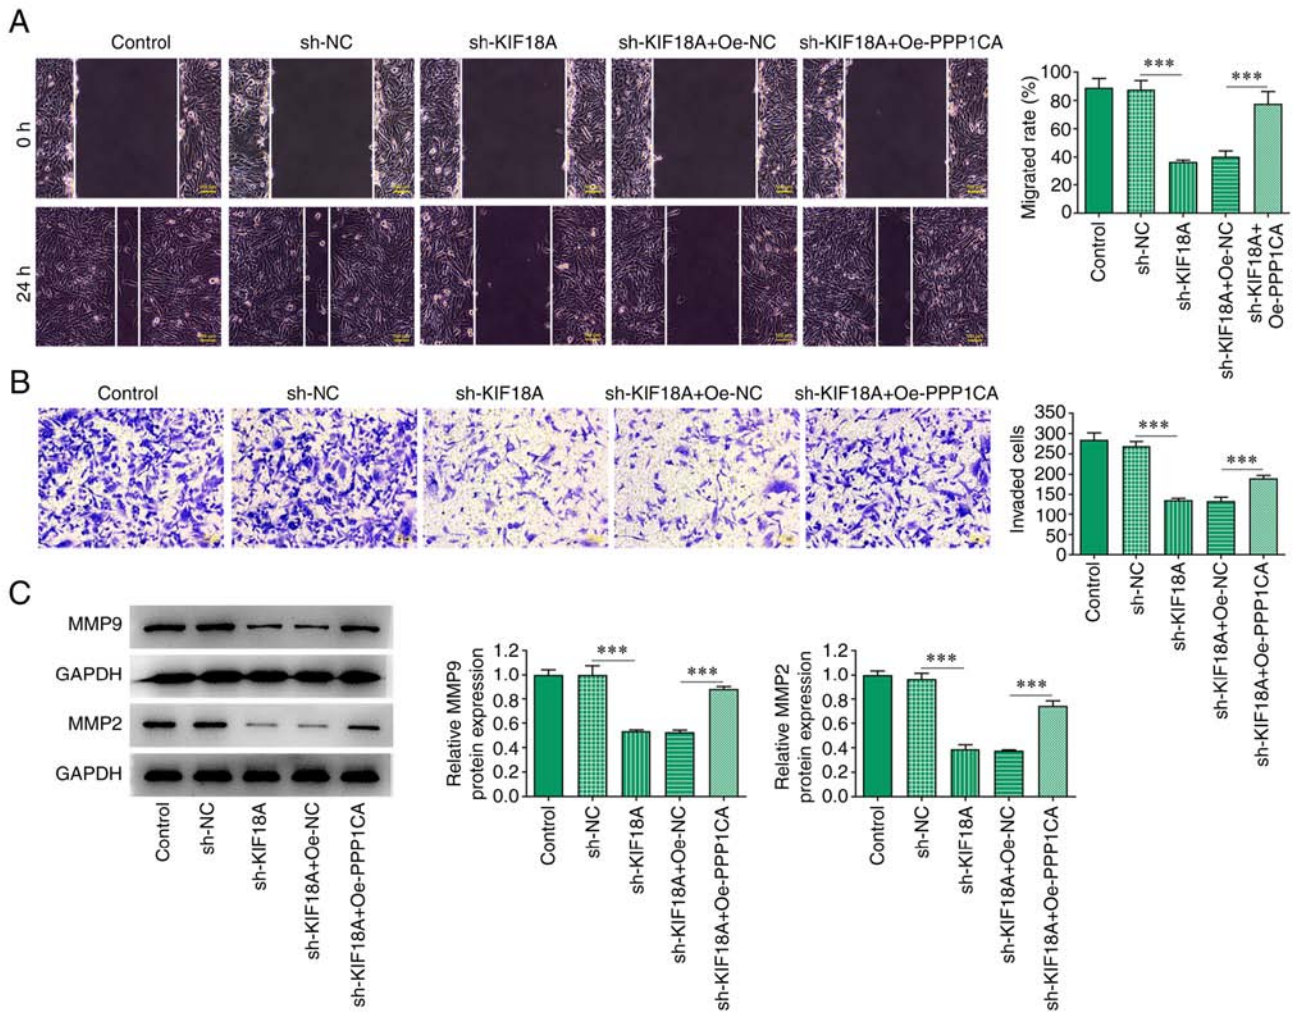 A
Control
sh-NC
sh-KIF18A
sh-KIF18A+Oe-NC
sh-KIF18A+Oe-PPP1CA
0 h
24 h
Migrated rate (%)
100
80
60
40
20
0
***
***
Control
sh-NC
sh-KIF18A
sh-KIF18A+Oe-NC
sh-KIF18A+
Oe-PPP1CA
B
Control
sh-NC
sh-KIF18A
sh-KIF18A+Oe-NC
sh-KIF18A+Oe-PPP1CA
Invaded cells
350
300
250
200
150
100
50
0
***
***
Control
sh-NC
sh-KIF18A
sh-KIF18A+Oe-NC
sh-KIF18A+Oe-PPP1CA
C
MMP9
GAPDH
MMP2
GAPDH
Control
sh-NC
sh-KIF18A
sh-KIF18A+Oe-NC
sh-KIF18A+Oe-PPP1CA
Relative MMP9
protein expression
1.2
1.0
0.8
0.6
0.4
0.2
0.0
***
***
Control
sh-NC
sh-KIF18A
sh-KIF18A+Oe-NC
sh-KIF18A+Oe-PPP1CA
Relative MMP2
protein expression
1.2
1.0
0.8
0.6
0.4
0.2
0.0
***
***
Control
sh-NC
sh-KIF18A
sh-KIF18A+Oe-NC
sh-KIF18A+Oe-PPP1CA